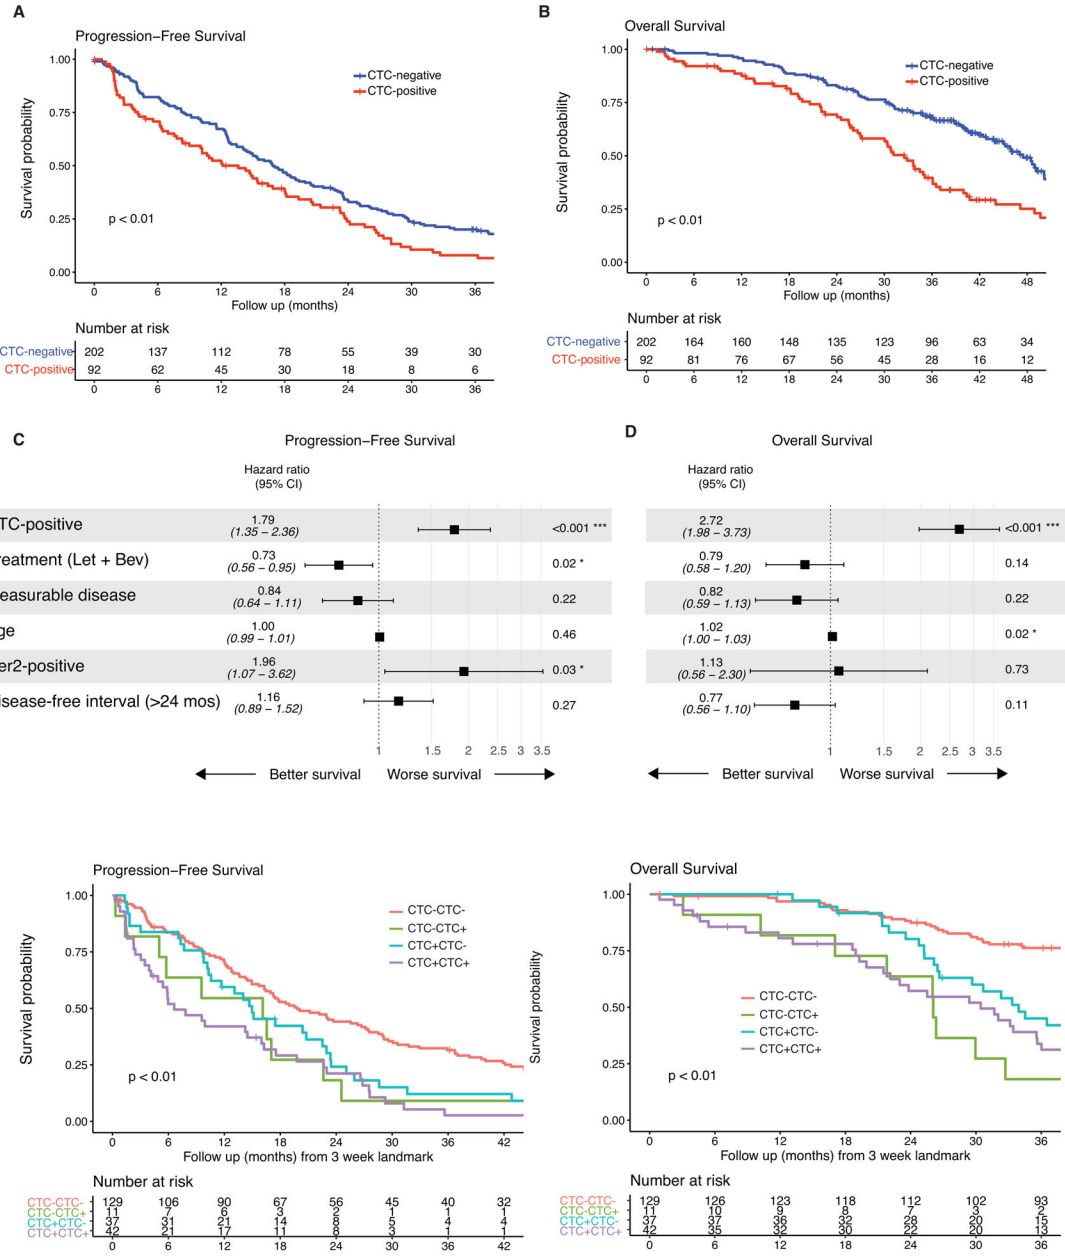 A
Progression−Free Survival
Survival probability
1.00
0.75
0.50
0.25
0.00
CTC-negative
CTC-positive
p < 0.01
0 6 12 18 24 30 36
Follow up (months)
Number at risk
CTC-negative 202 137 112 78 55 39 30
CTC-positive 92 62 45 30 18 8 6
0 6 12 18 24 30 36
B
Overall Survival
Survival probability
1.00
0.75
0.50
0.25
0.00
CTC-negative
CTC-positive
p < 0.01
0 6 12 18 24 30 36 42 48
Follow up (months)
Number at risk
CTC-negative 202 164 160 148 135 123 96 63 34
CTC-positive 92 81 76 67 56 45 28 16 12
0 6 12 18 24 30 36 42 48
C
Progression−Free Survival
Hazard ratio
(95% CI)
TC-positive 1.79 (1.35 − 2.36) <0.001 ***
reatment (Let + Bev) 0.73 (0.56 − 0.95) 0.02 *
easurable disease 0.84 (0.64 − 1.11) 0.22
ge 1.00 (0.99 − 1.01) 0.46
er2-positive 1.96 (1.07 − 3.62) 0.03 *
isease-free interval (>24 mos) 1.16 (0.89 − 1.52) 0.27
1 1.5 2 2.5 3 3.5
Better survival Worse survival
D
Overall Survival
Hazard ratio
(95% CI)
2.72 (1.98 − 3.73) <0.001 ***
0.79 (0.58 − 1.20) 0.14
0.82 (0.59 − 1.13) 0.22
1.02 (1.00 − 1.03) 0.02 *
1.13 (0.56 − 2.30) 0.73
0.77 (0.56 − 1.10) 0.11
1 1.5 2 2.5 3 3.5
Better survival Worse survival
Progression−Free Survival
Survival probability
1.00
0.75
0.50
0.25
0.00
CTC-CTC-
CTC-CTC+
CTC+CTC-
CTC+CTC+
p < 0.01
0 6 12 18 24 30 36 42
Follow up (months) from 3 week landmark
Number at risk
CTC-CTC- 129 106 90 67 56 45 40 32
CTC-CTC+ 11 7 6 3 2 1 1 1
CTC+CTC- 37 31 21 14 8 5 4 4
CTC+CTC+ 42 21 17 11 8 3 1 1
0 6 12 18 24 30 36 42
Overall Survival
Survival probability
1.00
0.75
0.50
0.25
0.00
CTC-CTC-
CTC-CTC+
CTC+CTC-
CTC+CTC+
p < 0.01
0 6 12 18 24 30 36
Follow up (months) from 3 week landmark
Number at risk
CTC-CTC- 129 126 123 118 112 102 93
CTC-CTC+ 11 10 9 8 7 3 2
CTC+CTC- 37 37 36 32 28 20 15
CTC+CTC+ 42 35 32 30 22 20 13
0 6 12 18 24 30 36